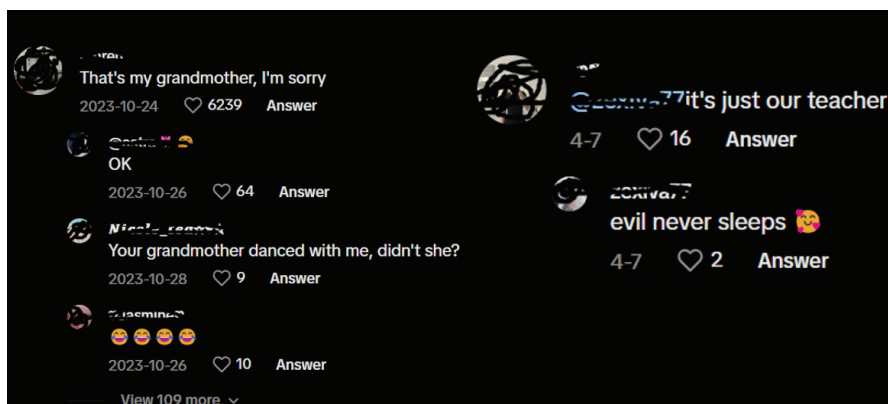 That's my grandmother, I'm sorry
2023-10-24 6239 Answer
OK
2023-10-26 64 Answer
Your grandmother danced with me, didn't she?
2023-10-28 9 Answer
2023-10-26 10 Answer
View 109 more
it's just our teacher
4-7 16 Answer
evil never sleeps
4-7 2 Answer